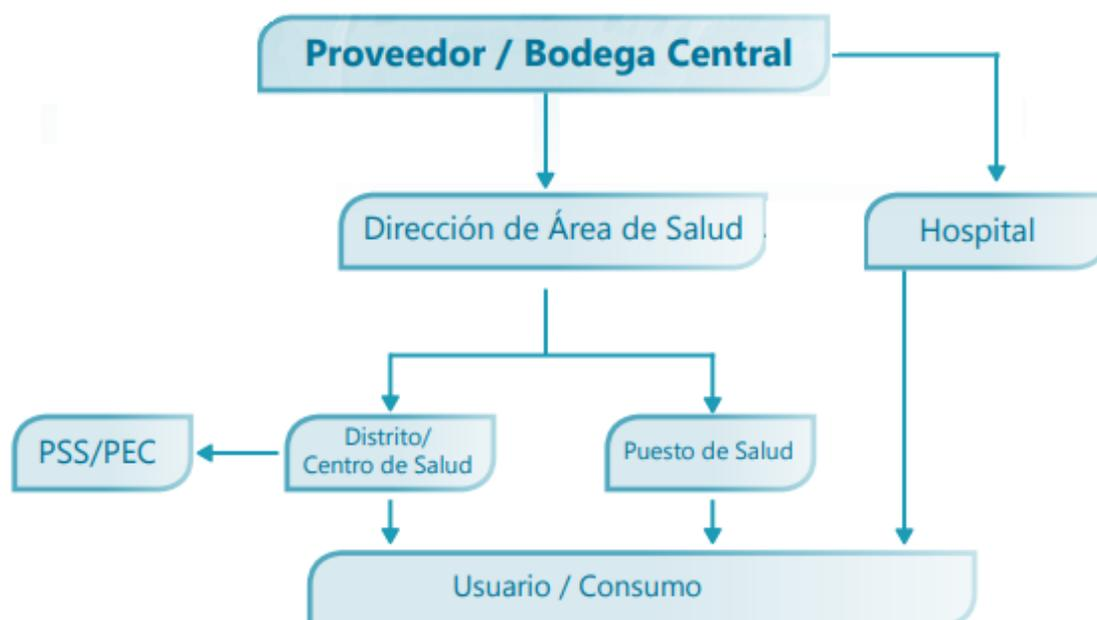 Proveedor / Bodega Central
Dirección de Área de Salud
Hospital
PSS/PEC
Distrito/
Centro de Salud
Puesto de Salud
Usuario / Consumo